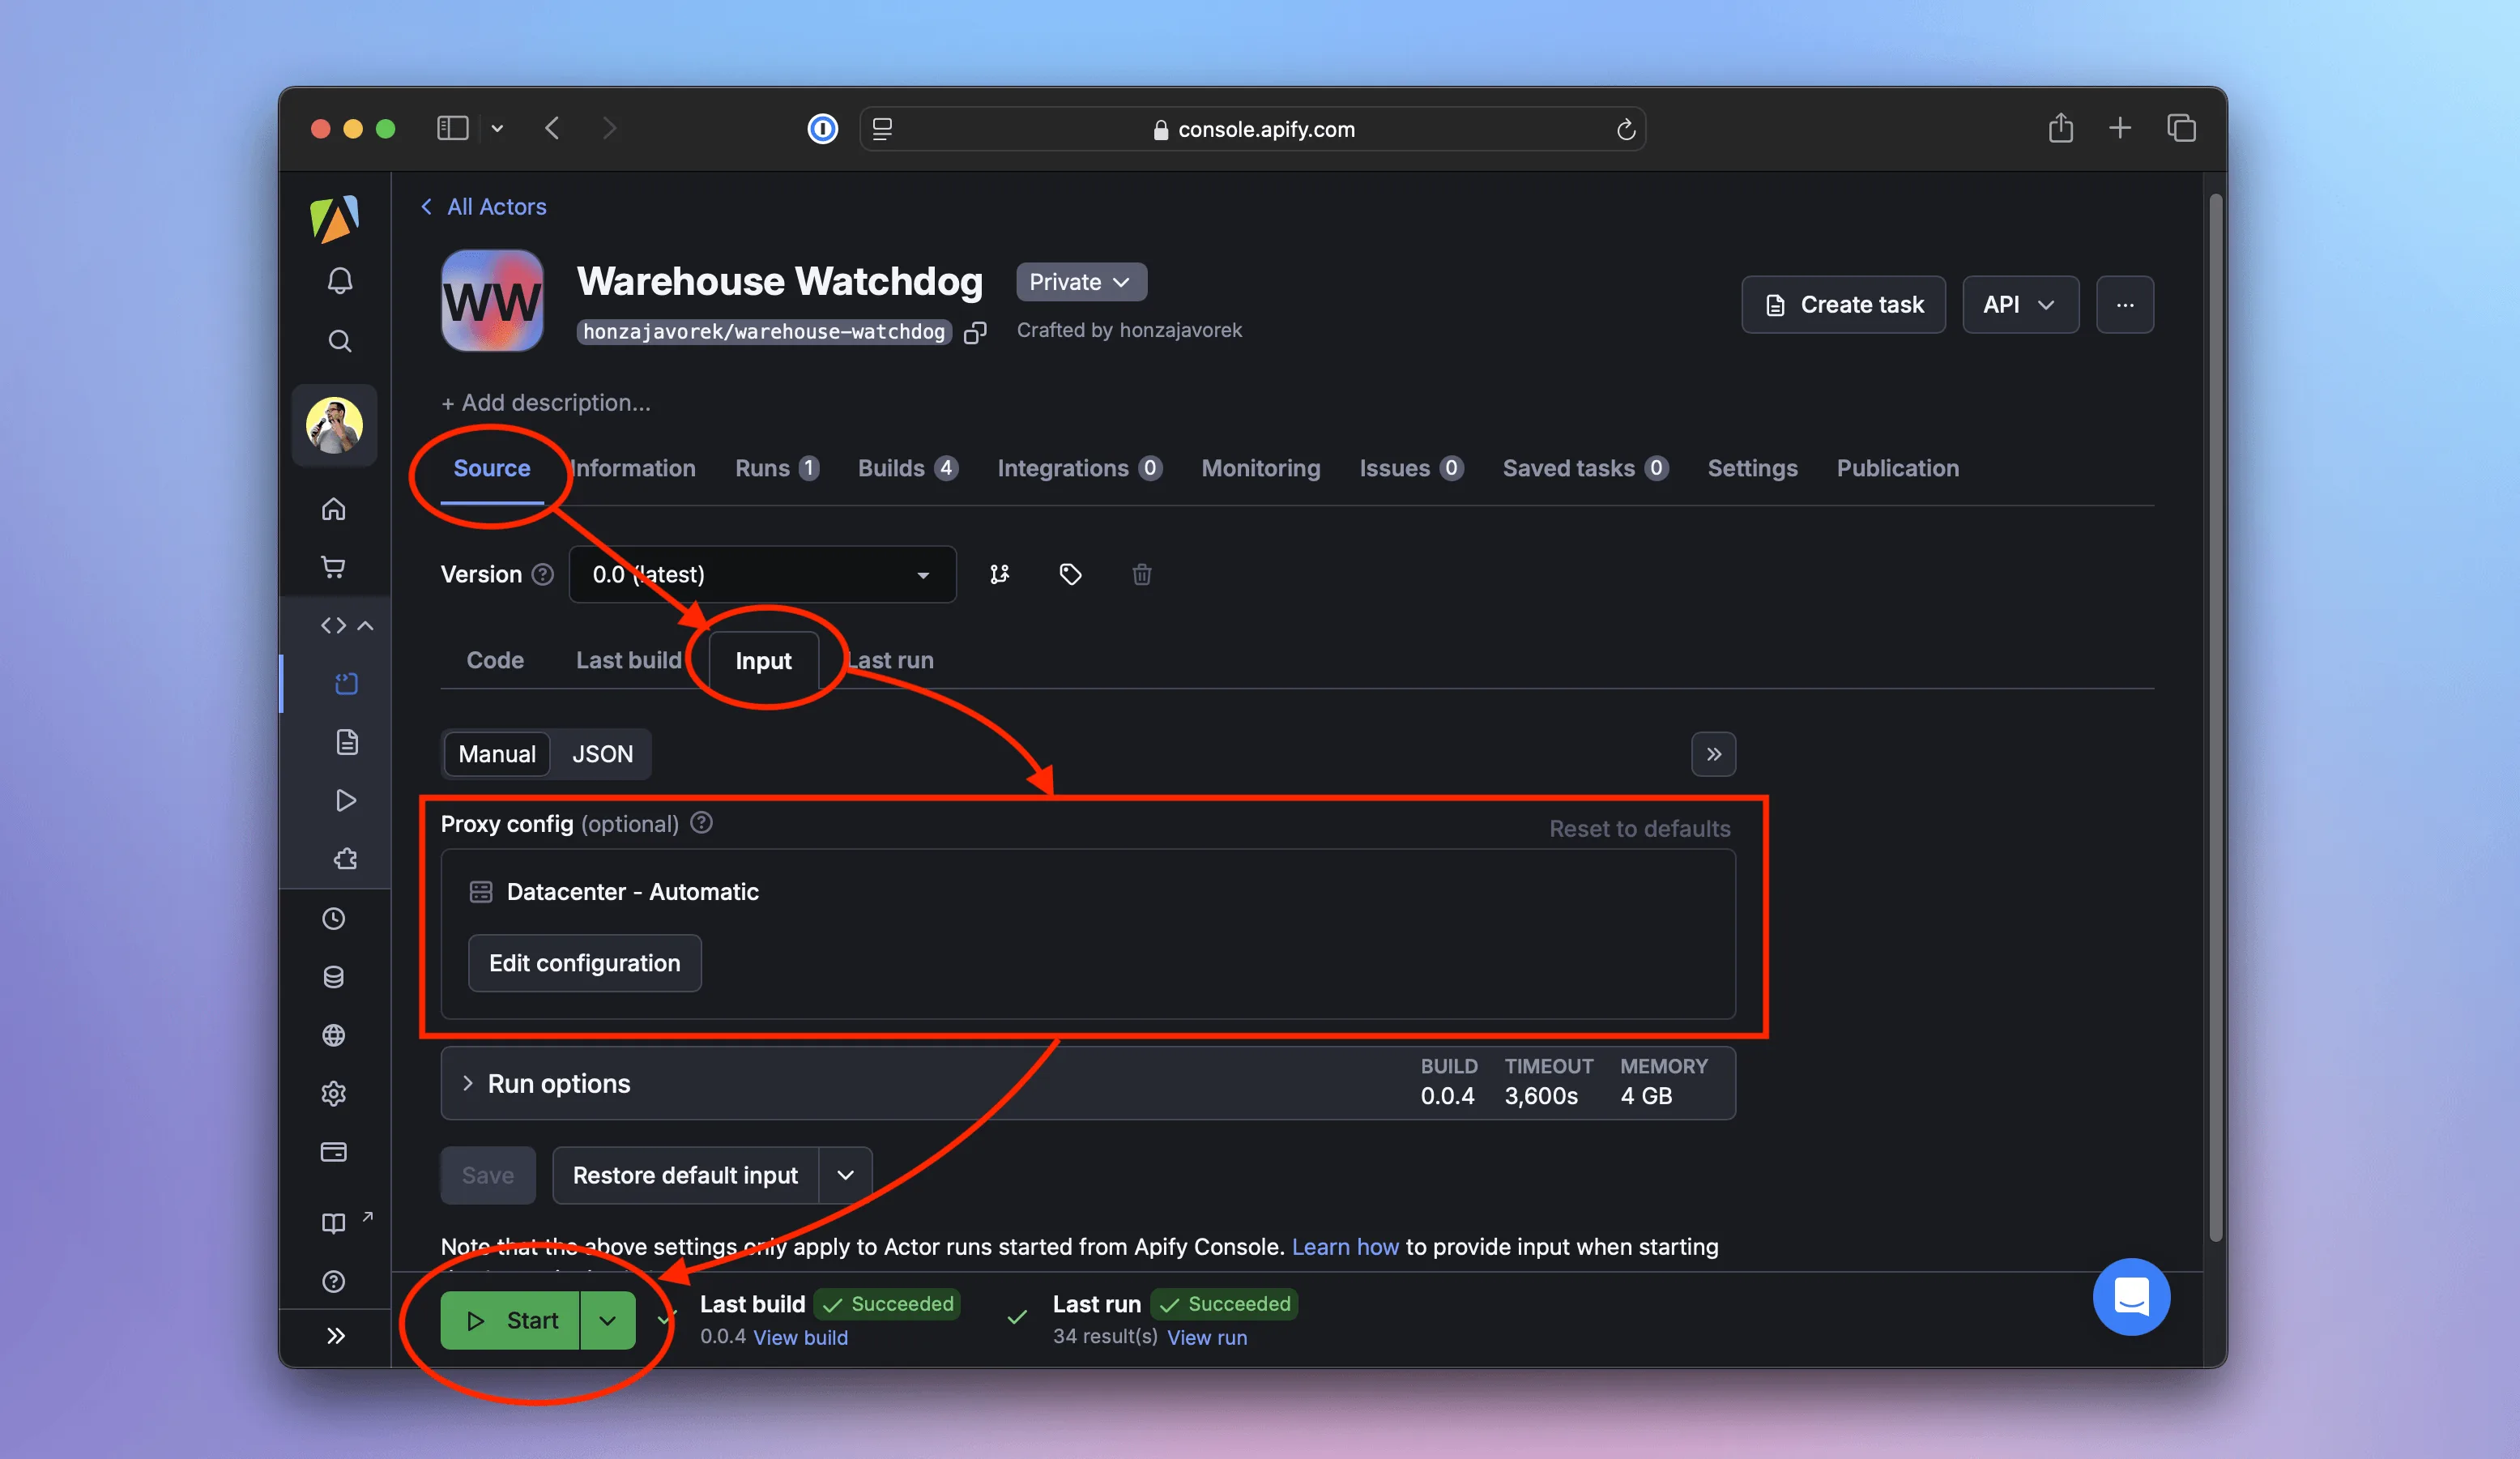 console.apify.com
All Actors
WW
Warehouse Watchdog
Private
honzajavorek/warehouse-watchdog
Crafted by honzajavorek
Create task
API
+ Add description...
Source
Information
Runs 1
Builds 4
Integrations 0
Monitoring
Issues 0
Saved tasks 0
Settings
Publication
Version
0.0 (latest)
Code
Last build
Input
Last run
Manual
JSON
Proxy config (optional)
Reset to defaults
Datacenter - Automatic
Edit configuration
Run options
BUILD
0.0.4
TIMEOUT
3,600s
MEMORY
4 GB
Save
Restore default input
Note that the above settings only apply to Actor runs started from Apify Console. Learn how to provide input when starting
Start
Last build
Succeeded
0.0.4 View build
Last run
Succeeded
34 result(s) View run